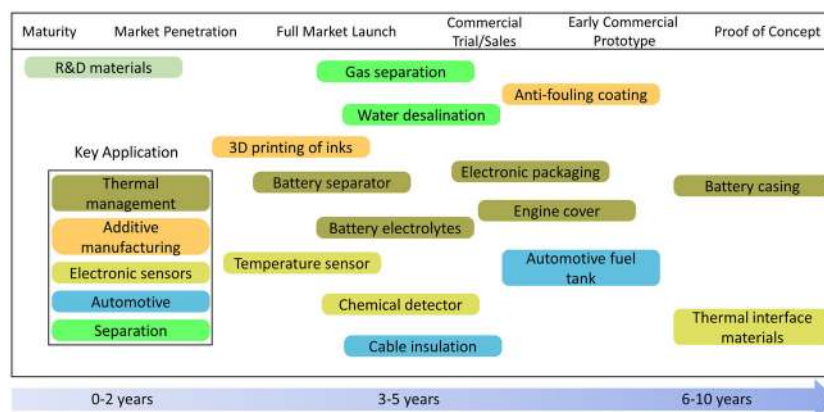 Maturity
Market Penetration
Full Market Launch
Commercial
Trial/Sales
Early Commercial
Prototype
Proof of Concept
R&D materials
Gas separation
Anti-fouling coating
Water desalination
3D printing of inks
Key Application
Thermal
management
Additive
manufacturing
Electronic sensors
Automotive
Separation
Battery separator
Electronic packaging
Battery casing
Engine cover
Battery electrolytes
Temperature sensor
Automotive fuel
tank
Chemical detector
Thermal interface
materials
Cable insulation
0-2 years
3-5 years
6-10 years